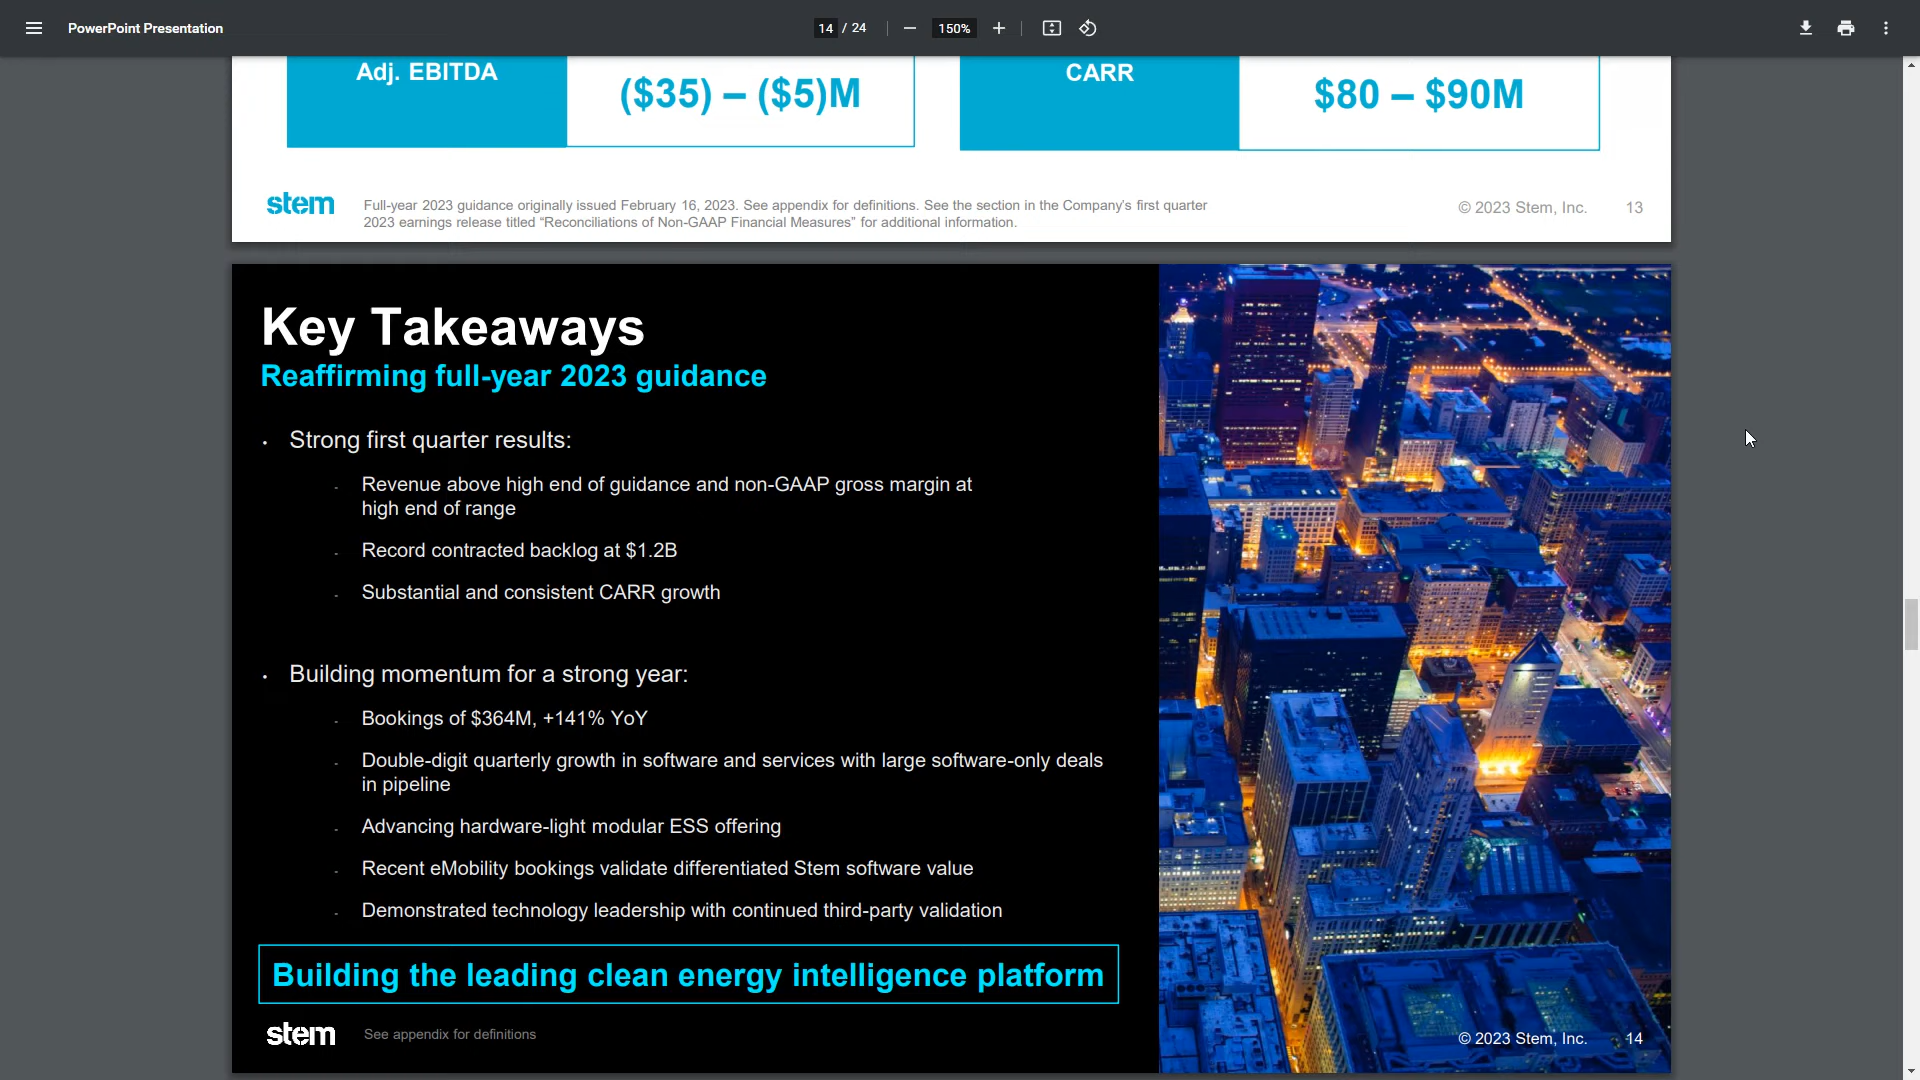 PowerPoint Presentation
14 / 24
150%
Adj. EBITDA
($35) – ($5)M
CARR
$80 – $90M
stem
Full-year 2023 guidance originally issued February 16, 2023. See appendix for definitions. See the section in the Company's first quarter
2023 earnings release titled “Reconciliations of Non-GAAP Financial Measures” for additional information.
© 2023 Stem, Inc.
13
Key Takeaways
Reaffirming full-year 2023 guidance
• Strong first quarter results:
- Revenue above high end of guidance and non-GAAP gross margin at
high end of range
- Record contracted backlog at $1.2B
- Substantial and consistent CARR growth
• Building momentum for a strong year:
- Bookings of $364M, +141% YoY
- Double-digit quarterly growth in software and services with large software-only deals
in pipeline
- Advancing hardware-light modular ESS offering
- Recent eMobility bookings validate differentiated Stem software value
- Demonstrated technology leadership with continued third-party validation
Building the leading clean energy intelligence platform
stem
See appendix for definitions
© 2023 Stem, Inc.
14